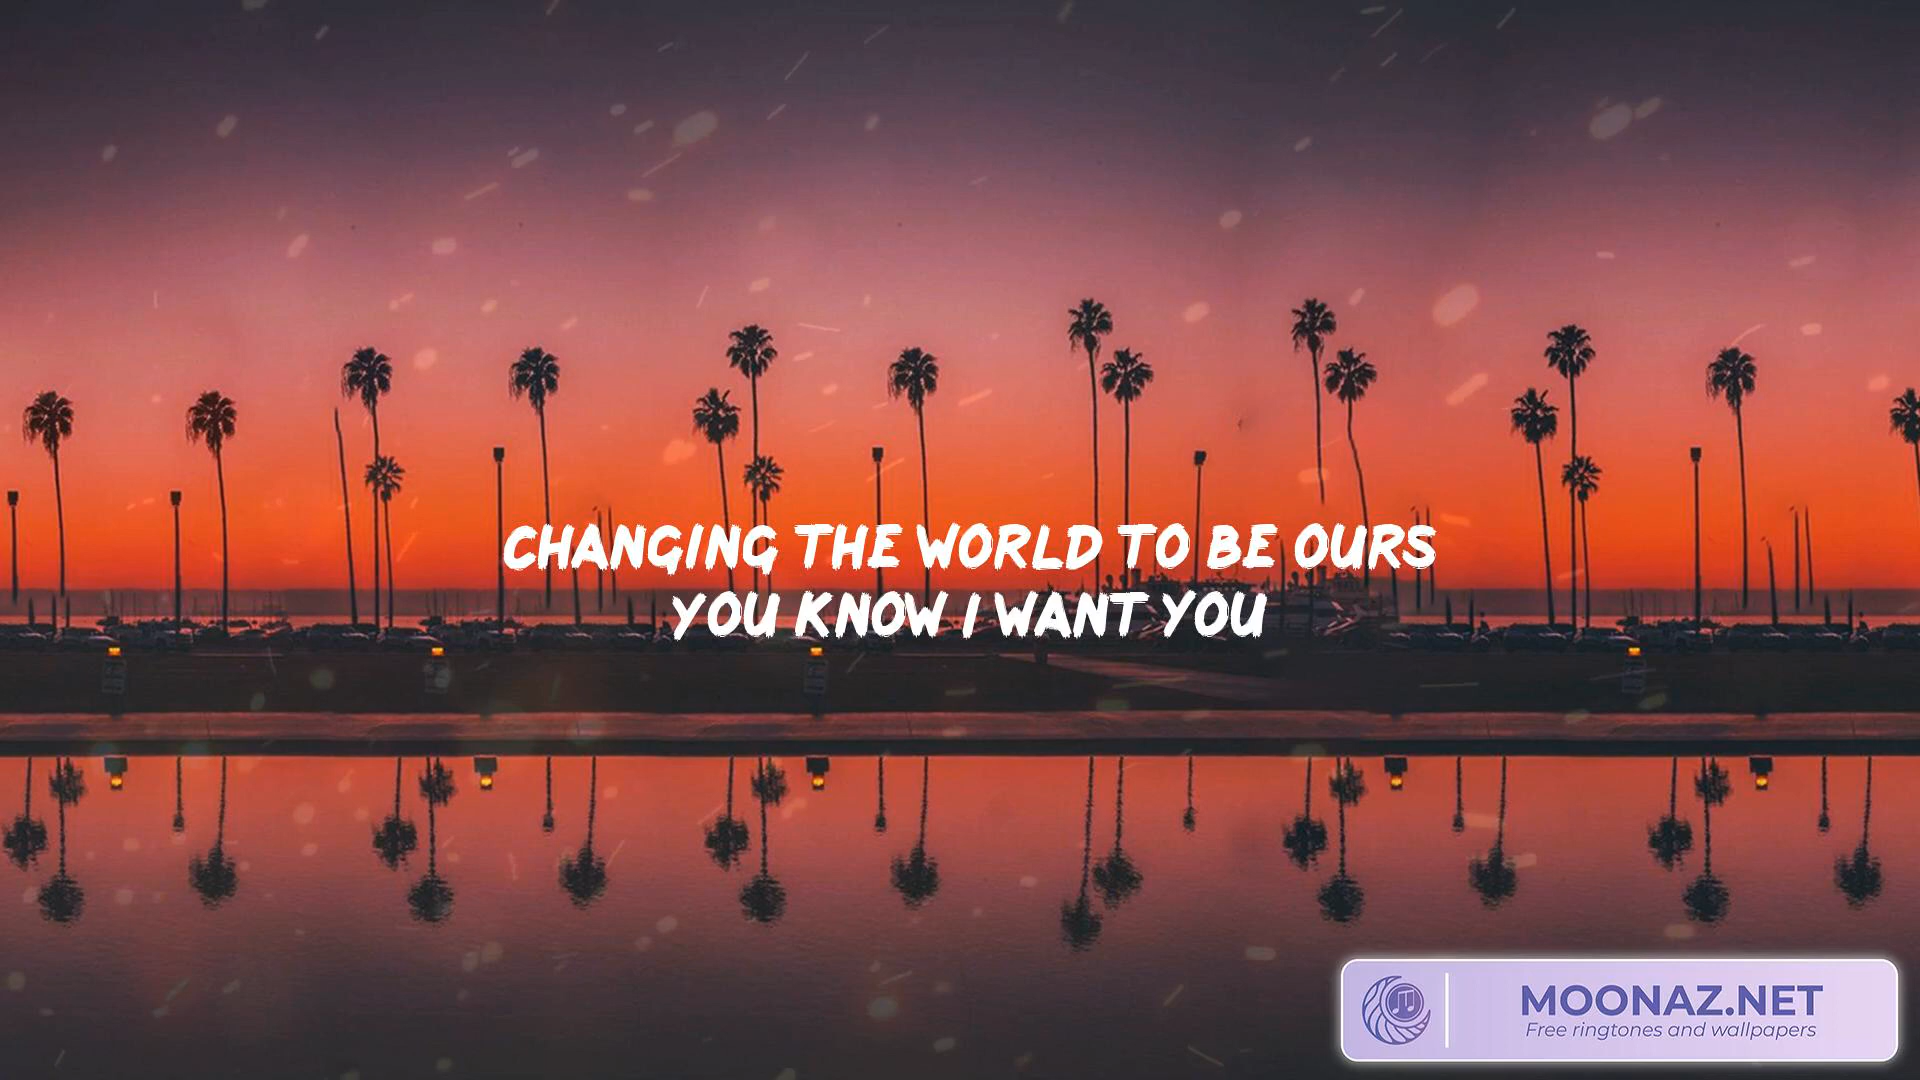 CHANGING THE WORLD TO BE OURS
YOU KNOW I WANT YOU
MOONAZ.NET
Free ringtones and wallpapers